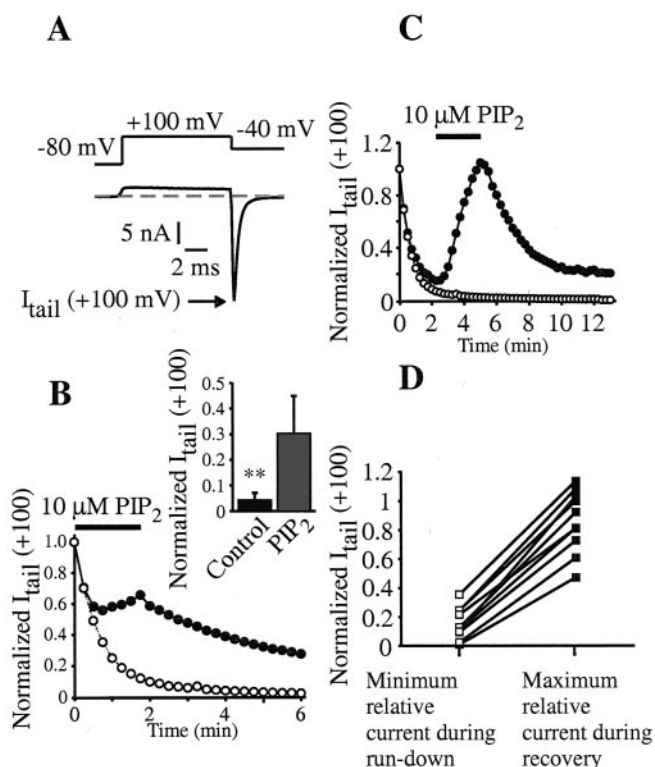 A
+100 mV
-40 mV
-80 mV
5 nA
2 ms
I_tail (+100 mV)
C
10 µM PIP₂
Normalized I_tail (+100)
1.2
0.8
0.4
0
0 2 4 6 8 10 12
Time (min)
B
10 µM PIP₂
Normalized I_tail (+100)
1.0
0.8
0.6
0.4
0.2
0
0 2 4 6
Time (min)
Normalized I_tail (+100)
0.5
0.4
0.3
0.2
0.1
0
**
Control
PIP₂
D
Normalized I_tail (+100)
1.2
1
0.8
0.6
0.4
0.2
0
Minimum
relative
current during
run-down
Maximum
relative
current during
recovery